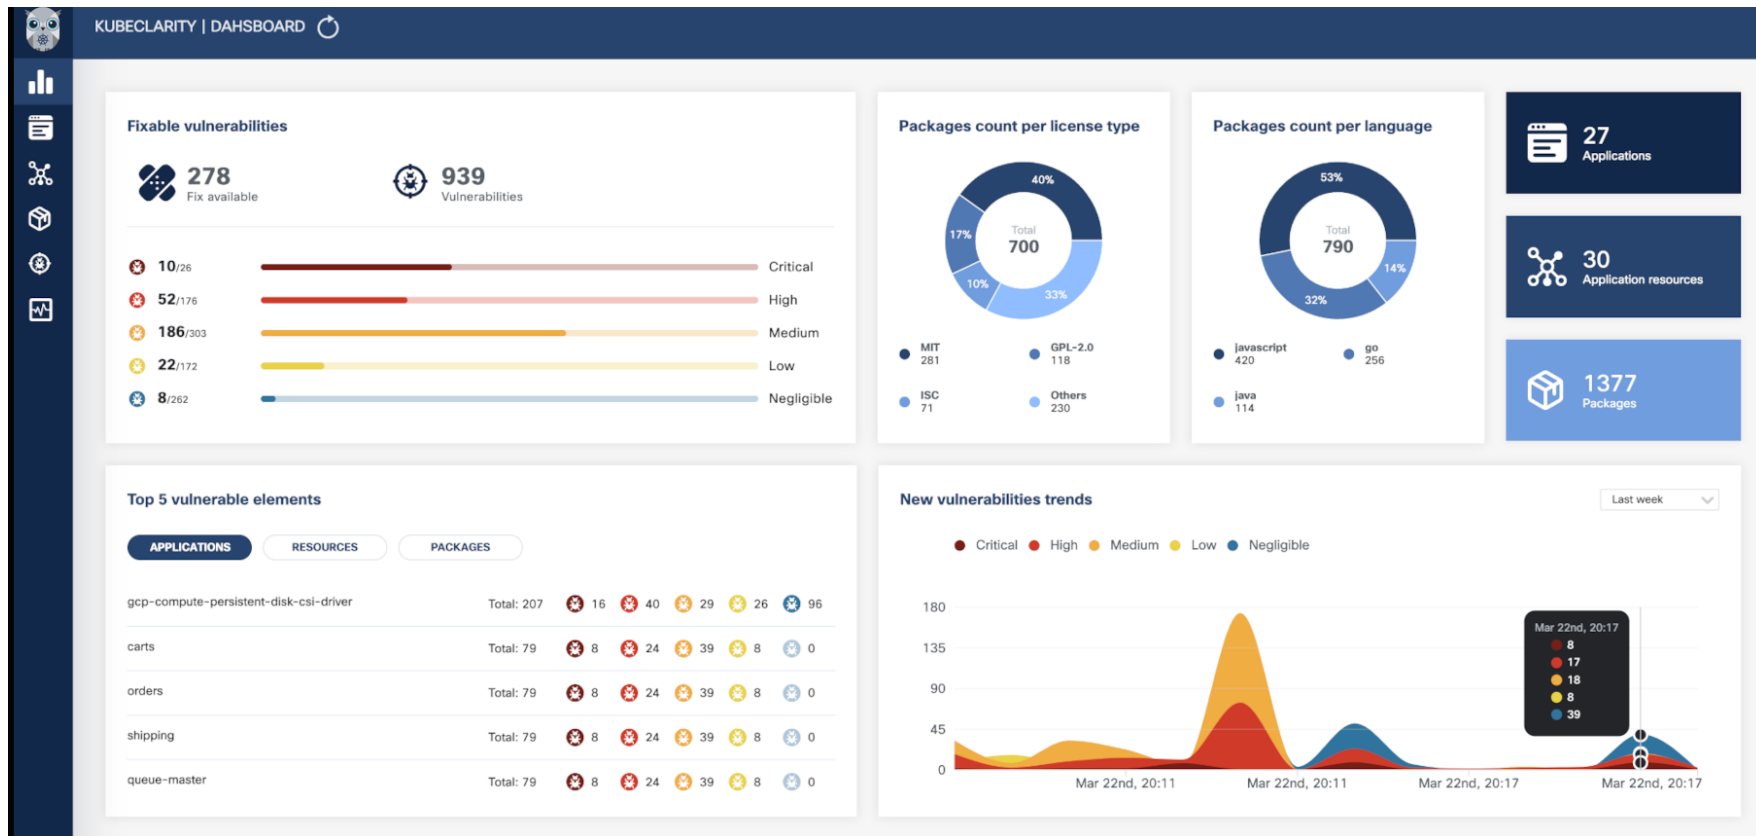 KUBECLARITY | DAHSBOARD
Fixable vulnerabilities
278
Fix available
939
Vulnerabilities
10/26 Critical
52/176 High
186/303 Medium
22/172 Low
8/262 Negligible
Packages count per license type
40%
17%
10%
33%
Total
700
MIT
281
GPL-2.0
118
ISC
71
Others
230
Packages count per language
53%
14%
32%
Total
790
javascript
420
go
256
java
114
27
Applications
30
Application resources
1377
Packages
Top 5 vulnerable elements
APPLICATIONS RESOURCES PACKAGES
gcp-compute-persistent-disk-csi-driver Total: 207 16 40 29 26 96
carts Total: 79 8 24 39 8 0
orders Total: 79 8 24 39 8 0
shipping Total: 79 8 24 39 8 0
queue-master Total: 79 8 24 39 8 0
New vulnerabilities trends
Last week
Critical High Medium Low Negligible
180
135
90
45
0
Mar 22nd, 20:17
8
17
18
8
39
Mar 22nd, 20:11 Mar 22nd, 20:11 Mar 22nd, 20:17 Mar 22nd, 20:17